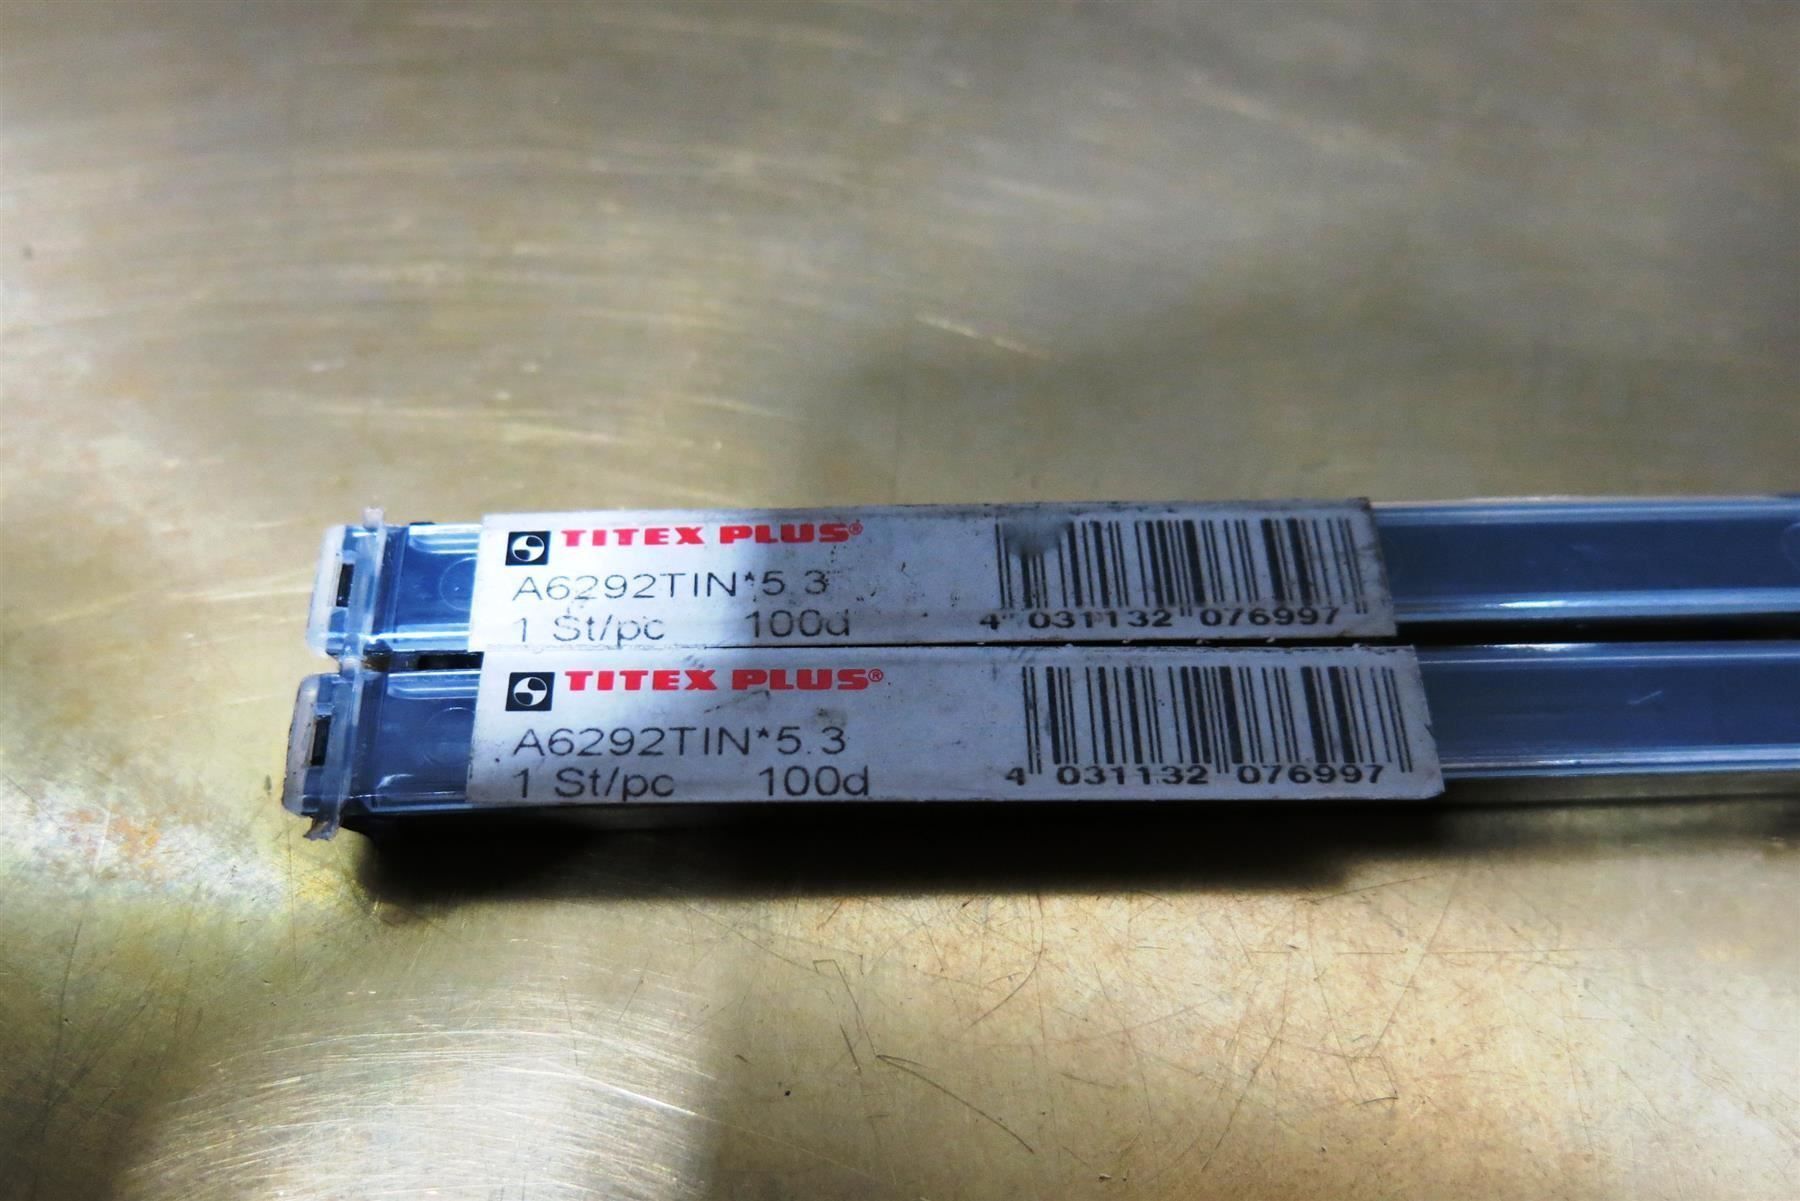 TITEX PLUS®
A6292TIN*5.3
1 St/pc 100d
4 031132 076997
TITEX PLUS®
A6292TIN*5.3
1 St/pc 100d
4 031132 076997